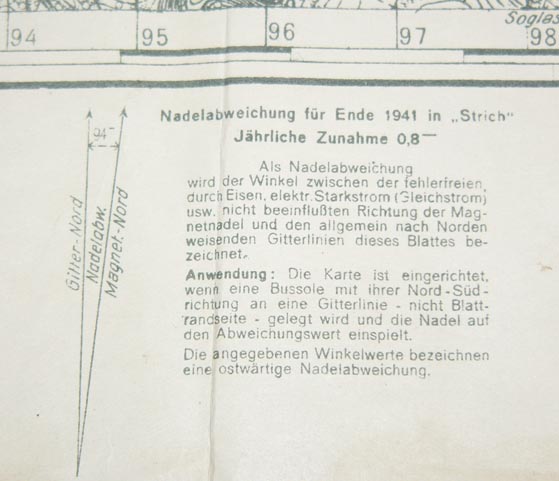 Soglas
94 95 96 97 98
Nadelabweichung für Ende 1941 in „Strich“
Jährliche Zunahme 0,8—
94—
Gitter-Nord
Nadelabw.
Magnet.-Nord
Als Nadelabweichung
wird der Winkel zwischen der fehlerfreien,
durch Eisen, elektr. Starkstrom (Gleichstrom)
usw. nicht beeinflußten Richtung der Mag-
netnadel und den allgemein nach Norden
weisenden Gitterlinien dieses Blattes be-
zeichnet.
Anwendung: Die Karte ist eingerichtet,
wenn eine Bussole mit ihrer Nord-Süd-
richtung an eine Gitterlinie - nicht Blatt-
randseite - gelegt wird und die Nadel auf
den Abweichungswert einspielt.
Die angegebenen Winkelwerte bezeichnen
eine ostwärtige Nadelabweichung.